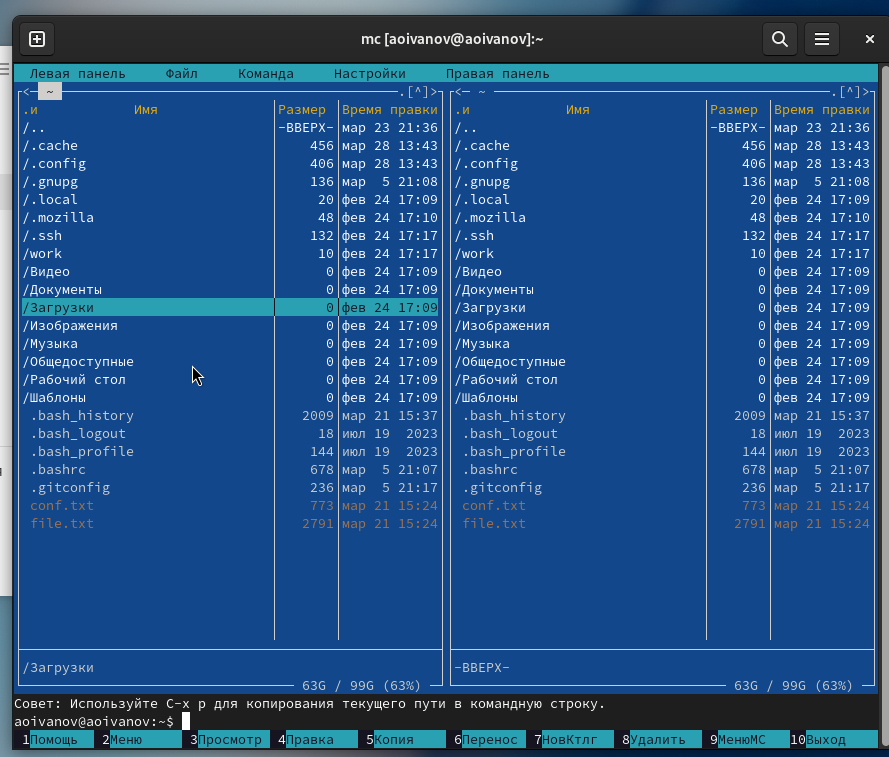 mc [aoivanov@aoivanov]:~
Левая панель Файл Команда Настройки Правая панель
<─ ~ .[^]> <─ ~ .[^]>
.и Имя Размер Время правки .и Имя Размер Время правки
/.. -ВВЕРХ- мар 23 21:36 /.. -ВВЕРХ- мар 23 21:36
/.cache 456 мар 28 13:43 /.cache 456 мар 28 13:43
/.config 406 мар 28 13:43 /.config 406 мар 28 13:43
/.gnupg 136 мар 5 21:08 /.gnupg 136 мар 5 21:08
/.local 20 фев 24 17:09 /.local 20 фев 24 17:09
/.mozilla 48 фев 24 17:10 /.mozilla 48 фев 24 17:10
/.ssh 132 фев 24 17:17 /.ssh 132 фев 24 17:17
/work 10 фев 24 17:17 /work 10 фев 24 17:17
/Видео 0 фев 24 17:09 /Видео 0 фев 24 17:09
/Документы 0 фев 24 17:09 /Документы 0 фев 24 17:09
/Загрузки 0 фев 24 17:09 /Загрузки 0 фев 24 17:09
/Изображения 0 фев 24 17:09 /Изображения 0 фев 24 17:09
/Музыка 0 фев 24 17:09 /Музыка 0 фев 24 17:09
/Общедоступные 0 фев 24 17:09 /Общедоступные 0 фев 24 17:09
/Рабочий стол 0 фев 24 17:09 /Рабочий стол 0 фев 24 17:09
/Шаблоны 0 фев 24 17:09 /Шаблоны 0 фев 24 17:09
.bash_history 2009 мар 21 15:37 .bash_history 2009 мар 21 15:37
.bash_logout 18 июл 19 2023 .bash_logout 18 июл 19 2023
.bash_profile 144 июл 19 2023 .bash_profile 144 июл 19 2023
.bashrc 678 мар 5 21:07 .bashrc 678 мар 5 21:07
.gitconfig 236 мар 5 21:17 .gitconfig 236 мар 5 21:17
conf.txt 773 мар 21 15:24 conf.txt 773 мар 21 15:24
file.txt 2791 мар 21 15:24 file.txt 2791 мар 21 15:24
/Загрузки -ВВЕРХ-
63G / 99G (63%) 63G / 99G (63%)
Совет: Используйте C-x p для копирования текущего пути в командную строку.
aoivanov@aoivanov:~$
1Помощь 2Меню 3Просмотр 4Правка 5Копия 6Перенос 7НовКтлг 8Удалить 9МенюМС 10Выход